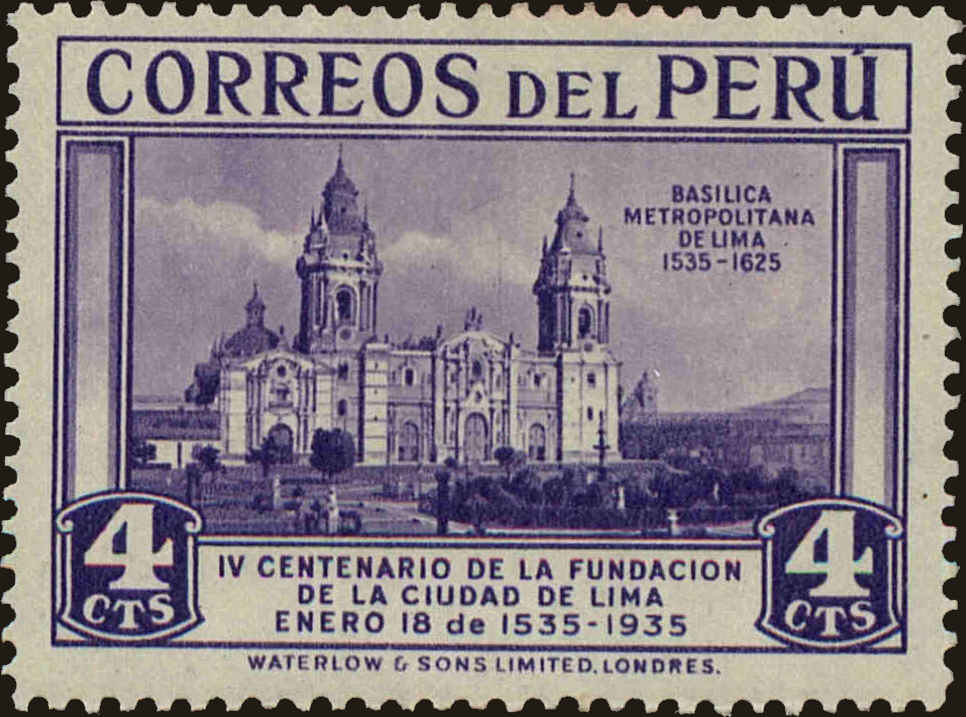 CORREOS DEL PERÚ
BASILICA
METROPOLITANA
DE LIMA
1535-1625
4 CTS
4 CTS
IV CENTENARIO DE LA FUNDACION
DE LA CIUDAD DE LIMA
ENERO 18 de 1535-1935
WATERLOW & SONS LIMITED. LONDRES.